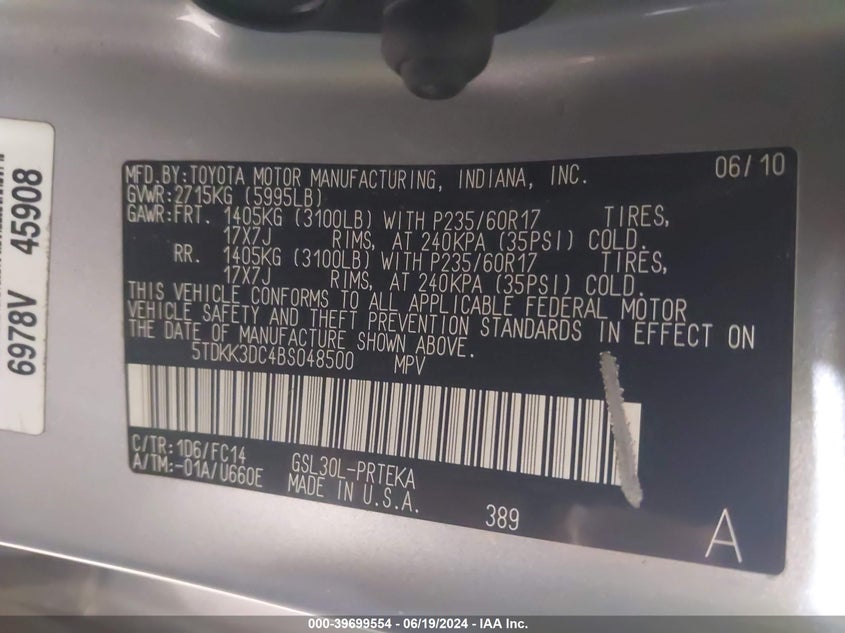 6978V 45908
MFD.BY:TOYOTA MOTOR MANUFACTURING, INDIANA, INC. 06/10
GVWR:2715KG (5995LB)
GAWR:FRT. 1405KG (3100LB) WITH P235/60R17 TIRES,
17X7J RIMS, AT 240KPA (35PSI) COLD.
RR. 1405KG (3100LB) WITH P235/60R17 TIRES,
17X7J RIMS, AT 240KPA (35PSI) COLD.
THIS VEHICLE CONFORMS TO ALL APPLICABLE FEDERAL MOTOR
VEHICLE SAFETY AND THEFT PREVENTION STANDARDS IN EFFECT ON
THE DATE OF MANUFACTURE SHOWN ABOVE.
5TDKK3DC4BS048500 MPV
C/TR:1D6/FC14
A/TM:-01A/U660E
GSL30L-PRTEKA
MADE IN U.S.A.
389
A
000-39699554 - 06/19/2024 - IAA Inc.